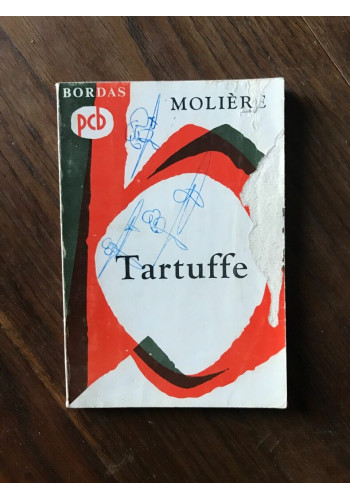 BORDAS
pcb
MOLIÈRE
Tartuffe